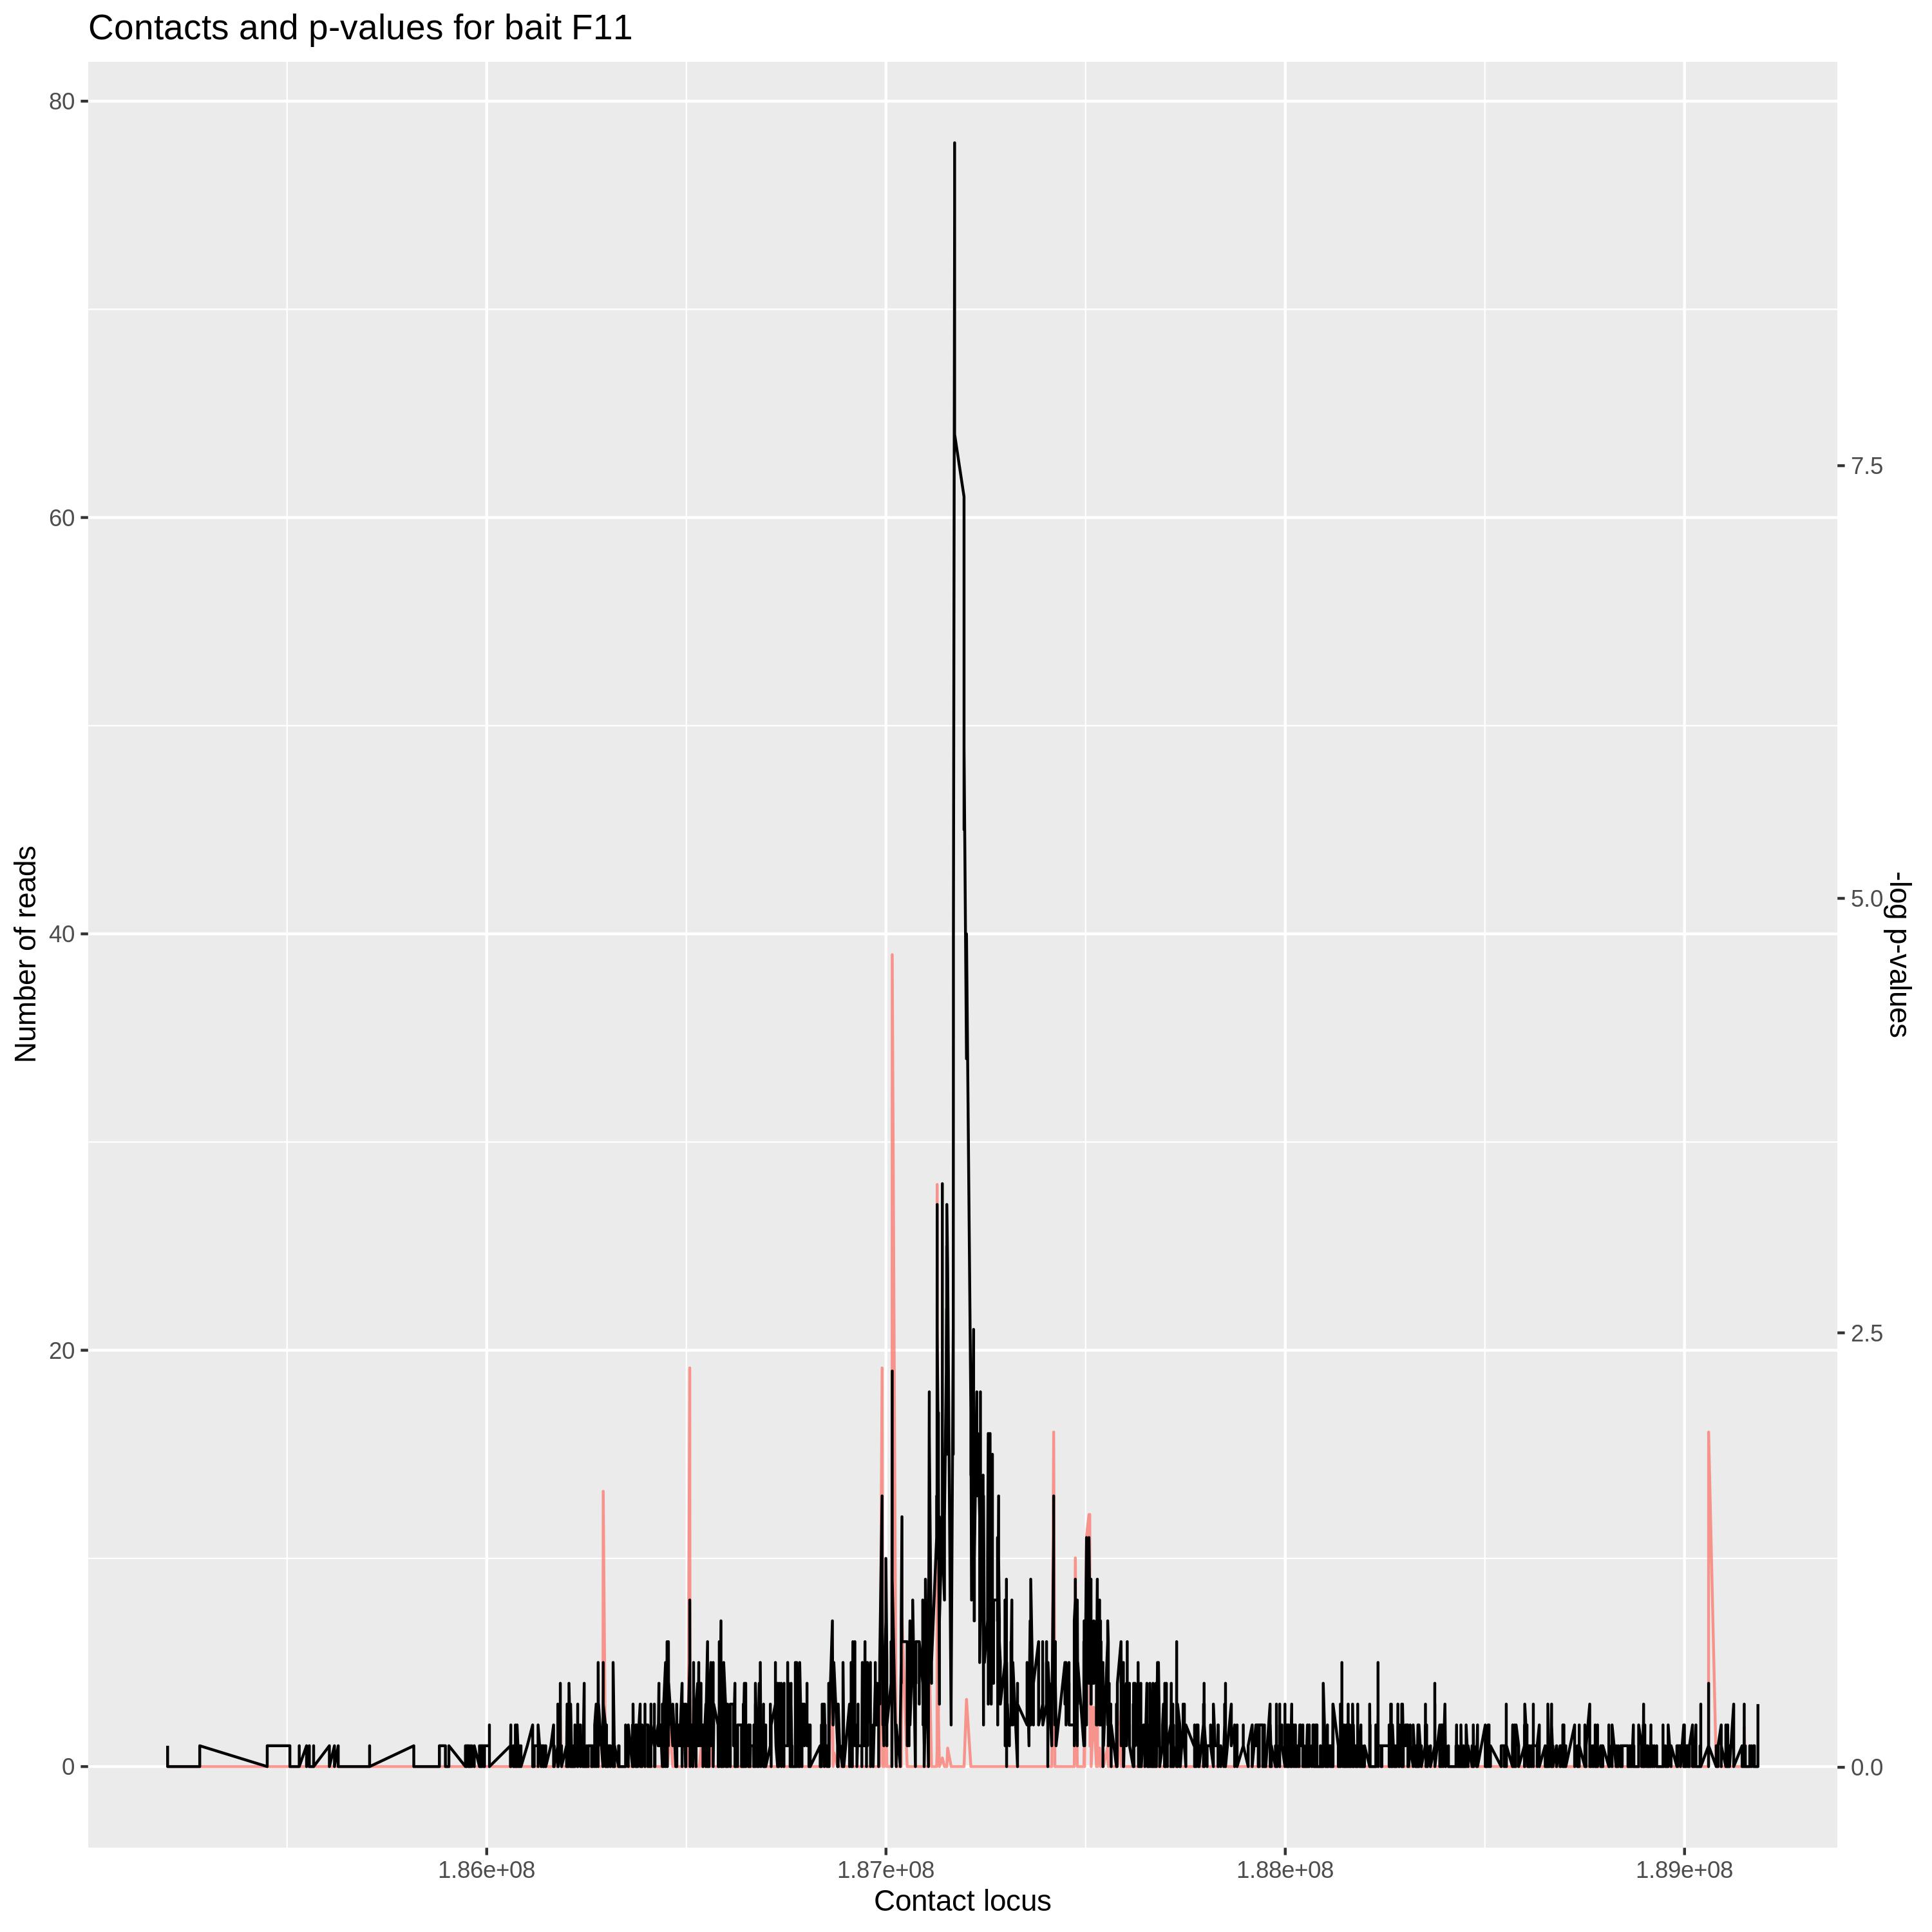 Contacts and p-values for bait F11
80
60
40
20
0
Number of reads
7.5
5.0
2.5
0.0
-log p-values
1.86e+08
1.87e+08
1.88e+08
1.89e+08
Contact locus